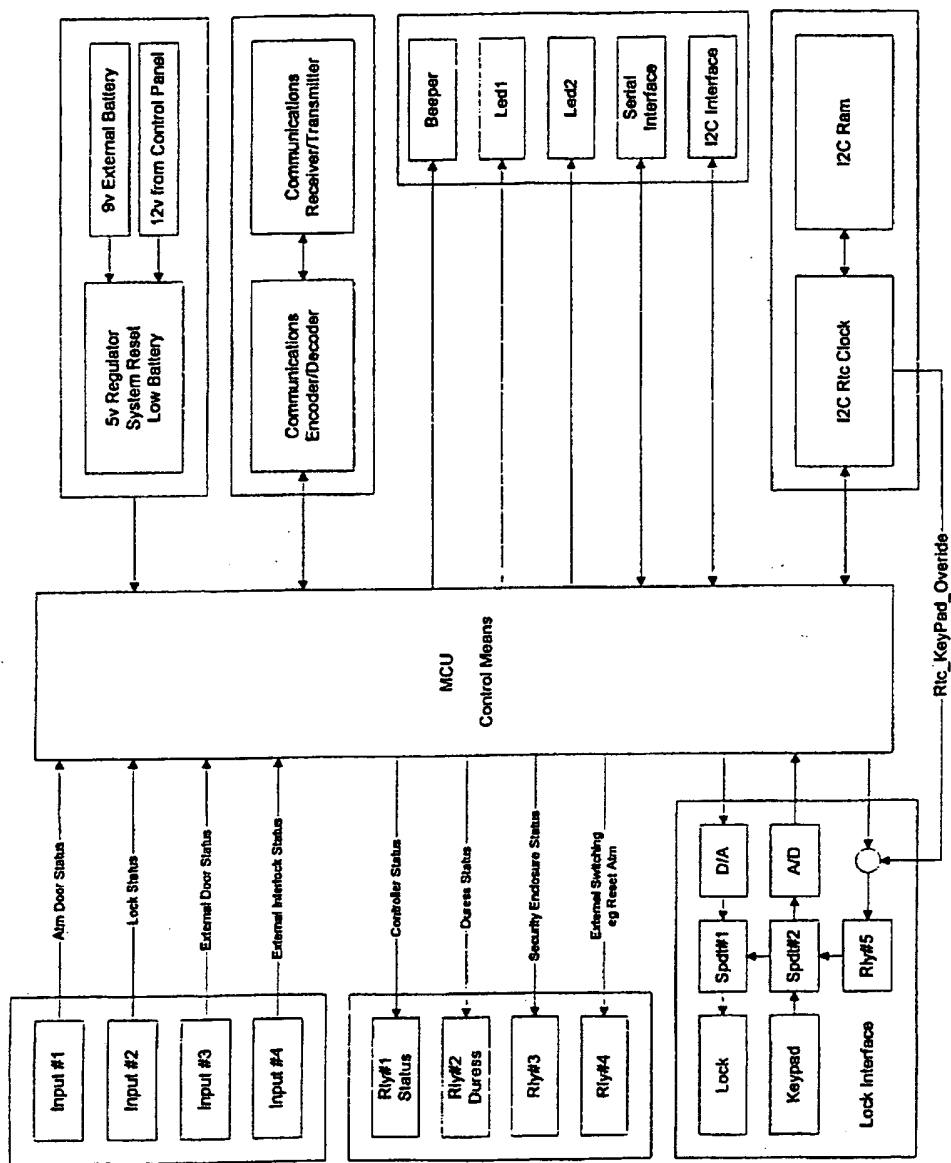 Input #1
Input #2
Input #3
Input #4
Atm Door Status
Lock Status
External Door Status
External Interlock Status
Rly#1
Status
Rly#2
Duress
Rly#3
Rly#4
Controller Status
Duress Status
Security Enclosure Status
External Switching
eg Reset Atm
Lock
Keypad
Spdt#1
Spdt#2
Rly#5
D/A
A/D
Lock Interface
MCU
Control Means
Rtc_KeyPad_Overide
5v Regulator
System Reset
Low Battery
9v External Battery
12v from Control Panel
Communications
Encoder/Decoder
Communications
Receiver/Transmitter
Beeper
Led1
Led2
Serial
Interface
I2C Interface
I2C Rtc Clock
I2C Ram